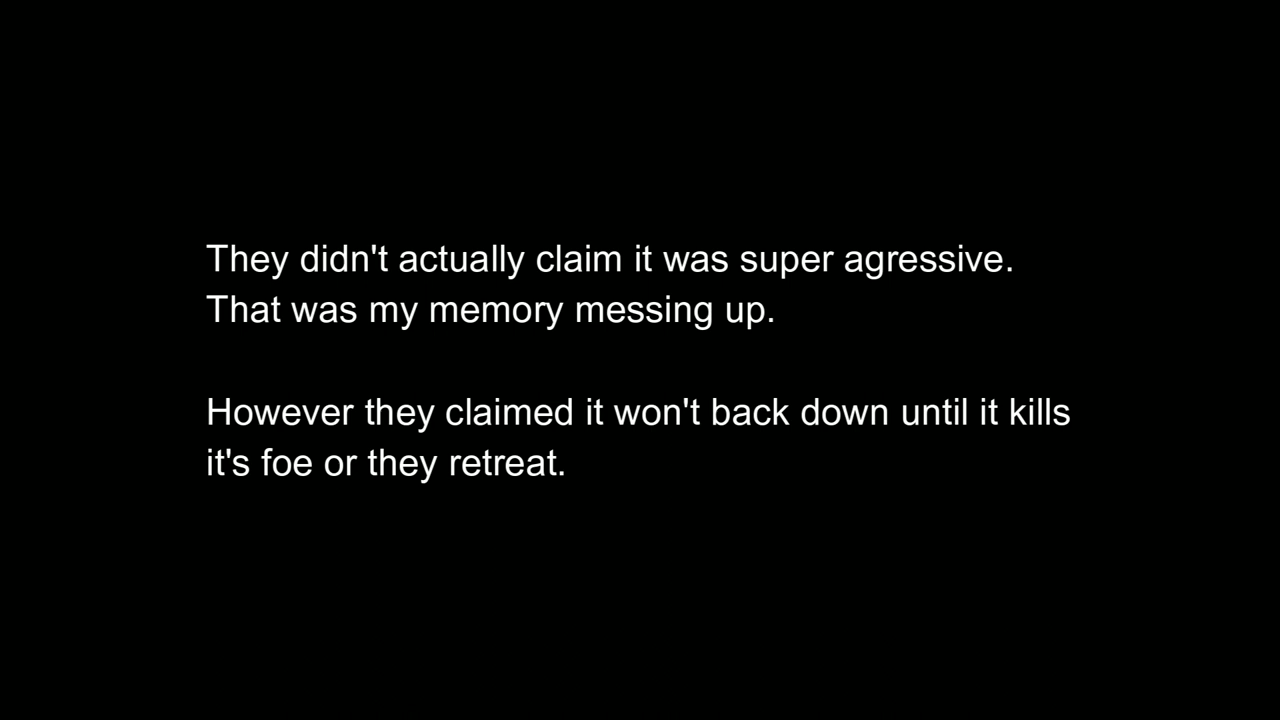 They didn't actually claim it was super agressive.
That was my memory messing up.
However they claimed it won't back down until it kills
it's foe or they retreat.